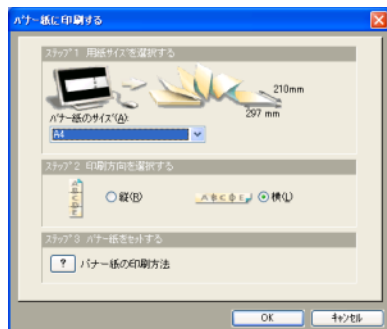 バナー紙に印刷する
ステップ1 用紙サイズを選択する
210mm
297 mm
バナー紙のサイズ(A):
A4
ステップ2 印刷方向を選択する
A B C D E 縦(R) A B C D E 横(L)
ステップ3 バナー紙をセットする
? バナー紙の印刷方法
OK キャンセル